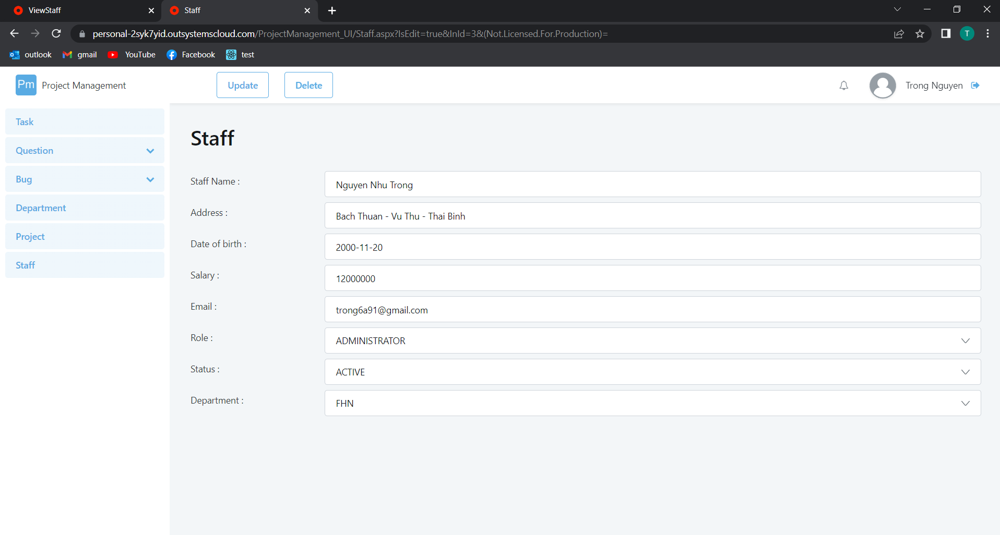 ViewStaff
Staff
personal-2syk7yid.outsystemscloud.com/ProjectManagement_UI/Staff.aspx?IsEdit=true&InId=3&(Not.Licensed.For.Production)=
T
outlook
gmail
YouTube
Facebook
test
Pm Project Management
Update
Delete
Trong Nguyen
Task
Question
Bug
Department
Project
Staff
Staff
Staff Name :
Nguyen Nhu Trong
Address :
Bach Thuan - Vu Thu - Thai Binh
Date of birth :
2000-11-20
Salary :
12000000
Email :
trong6a91@gmail.com
Role :
ADMINISTRATOR
Status :
ACTIVE
Department :
FHN